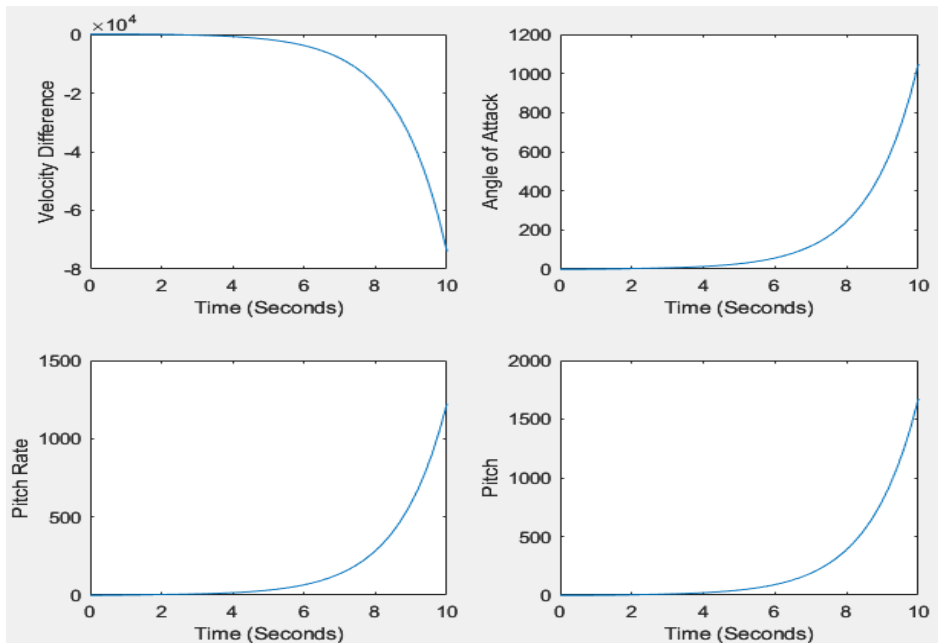 ×10⁴
0
-2
-4
-6
-8
Velocity Difference
0 2 4 6 8 10
Time (Seconds)
1200
1000
800
600
400
200
0
Angle of Attack
0 2 4 6 8 10
Time (Seconds)
1500
1000
500
0
Pitch Rate
0 2 4 6 8 10
Time (Seconds)
2000
1500
1000
500
0
Pitch
0 2 4 6 8 10
Time (Seconds)